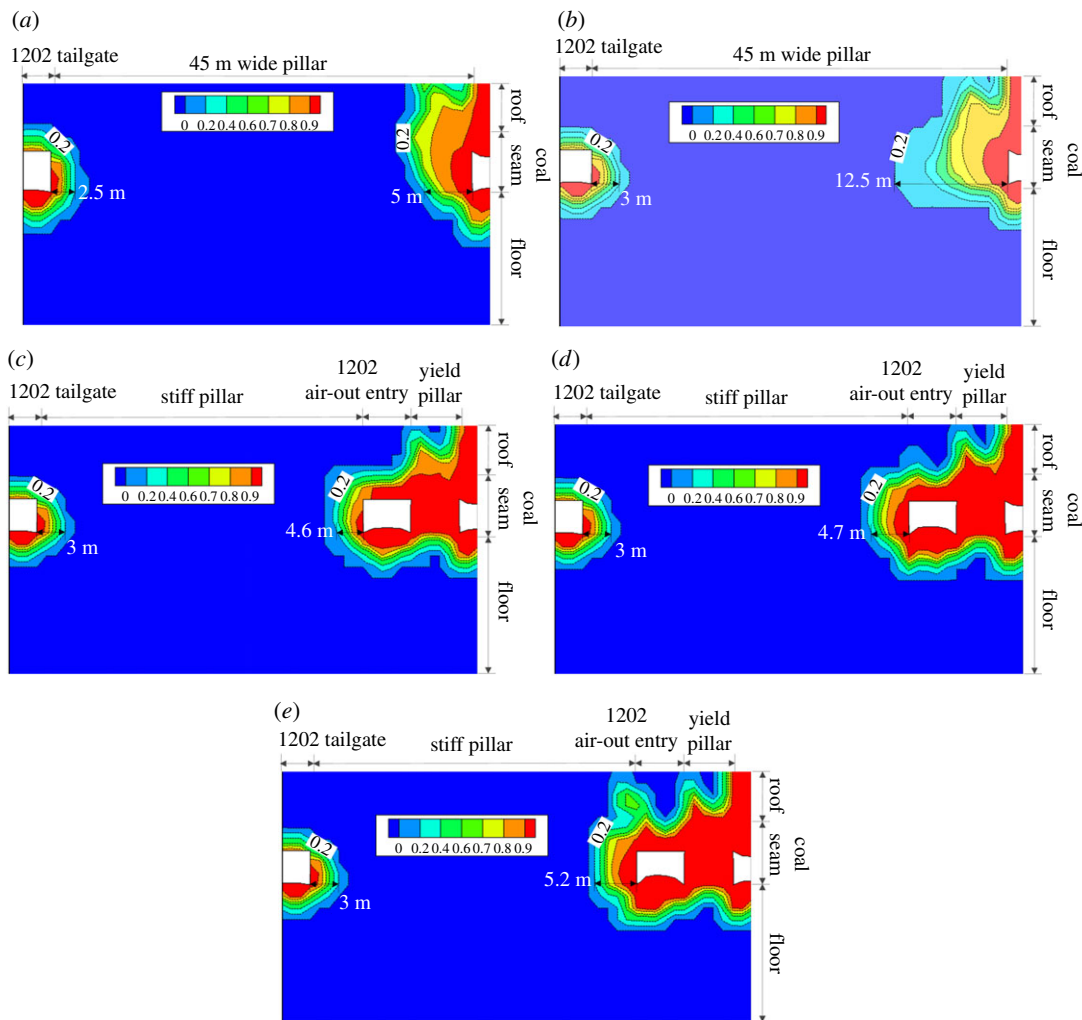 (a)
1202 tailgate
45 m wide pillar
0 0.2 0.4 0.6 0.7 0.8 0.9
0.2
2.5 m
0.2
5 m
roof
seam
coal
floor
(b)
1202 tailgate
45 m wide pillar
0 0.2 0.4 0.6 0.7 0.8 0.9
0.2
3 m
0.2
12.5 m
roof
seam
coal
floor
(c)
1202 tailgate
stiff pillar
1202
air-out entry
yield
pillar
0 0.2 0.4 0.6 0.7 0.8 0.9
0.2
3 m
0.2
4.6 m
roof
seam
coal
floor
(d)
1202 tailgate
stiff pillar
1202
air-out entry
yield
pillar
0 0.2 0.4 0.6 0.7 0.8 0.9
0.2
3 m
0.2
4.7 m
roof
seam
coal
floor
(e)
1202 tailgate
stiff pillar
1202
air-out entry
yield
pillar
0 0.2 0.4 0.6 0.7 0.8 0.9
0.2
3 m
0.2
5.2 m
roof
seam
coal
floor